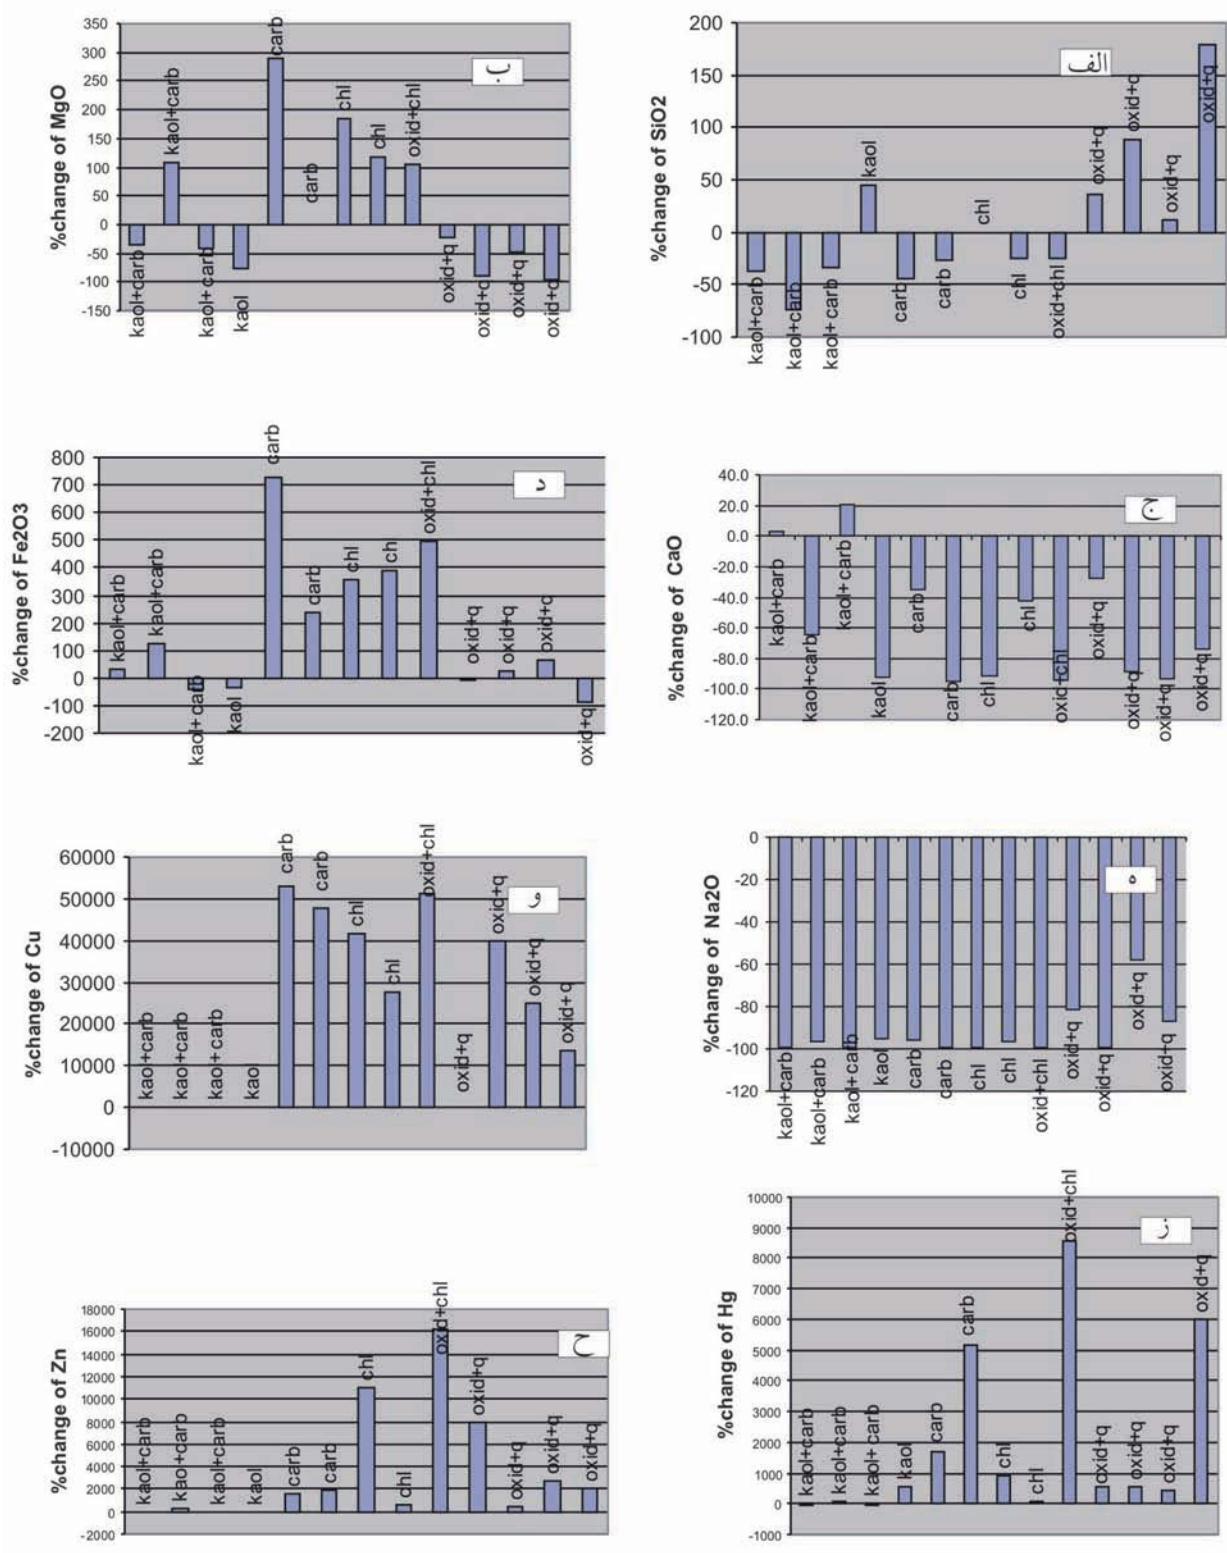 الف
%change of SiO2
200
150
100
50
0
-50
-100
kaol+carb
kaol+carb
kaol+ carb
kaol
carb
carb
chl
chl
oxid+chl
oxid+q
oxid+q
oxid+q
oxid+q
ب
%change of MgO
350
300
250
200
150
100
50
0
-50
-100
-150
kaol+carb
kaol+carb
kaol+ carb
kaol
carb
carb
chl
chl
oxid+chl
oxid+q
oxid+q
oxid+q
oxid+q
ج
%change of CaO
40.0
20.0
0.0
-20.0
-40.0
-60.0
-80.0
-100.0
-120.0
kaol+carb
kaol+carb
kaol+ carb
kaol
carb
carb
chl
chl
oxid+chl
oxid+q
oxid+q
oxid+q
oxid+q
د
%change of Fe2O3
800
700
600
500
400
300
200
100
0
-100
-200
kaol+carb
kaol+carb
kaol+ carb
kaol
carb
carb
chl
ch
oxid+chl
oxid+q
oxid+q
oxid+q
oxid+q
ه
%change of Na2O
0
-20
-40
-60
-80
-100
-120
kaol+carb
kaol+carb
kaol+carb
kaol
carb
carb
chl
chl
oxid+chl
oxid+q
oxid+q
oxid+q
oxid+q
و
%change of Cu
60000
50000
40000
30000
20000
10000
0
-10000
kaol+carb
kaol+carb
kaol+ carb
kaol
carb
carb
chl
chl
oxid+chl
oxid+q
oxid+q
oxid+q
oxid+ q
ز
%change of Hg
10000
9000
8000
7000
6000
5000
4000
3000
2000
1000
0
-1000
kaol+carb
kaol+carb
kaol+carb
kaol
carb
carb
chl
chl
oxid+chl
oxid+q
oxid+q
oxid+q
oxid+q
ح
%change of Zn
18000
16000
14000
12000
10000
8000
6000
4000
2000
0
-2000
kaol+carb
kao +carb
kaol+carb
kaol
carb
carb
chl
chl
oxid+chl
oxid+q
oxid+q
oxid+q
oxid+q